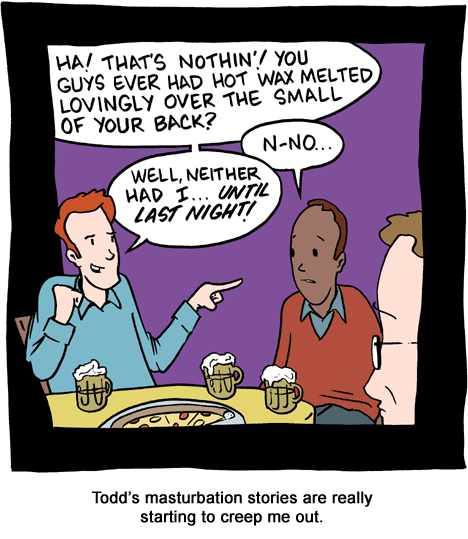 HA! THAT'S NOTHIN'! YOU
GUYS EVER HAD HOT WAX MELTED
LOVINGLY OVER THE SMALL
OF YOUR BACK?
N-NO...
WELL, NEITHER
HAD I... UNTIL
LAST NIGHT!
Todd's masturbation stories are really
starting to creep me out.